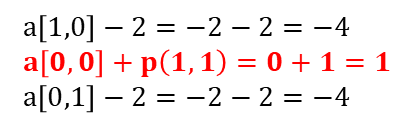 a[1,0] − 2 = −2 − 2 = −4
a[0,0] + p(1,1) = 0 + 1 = 1
a[0,1] − 2 = −2 − 2 = −4